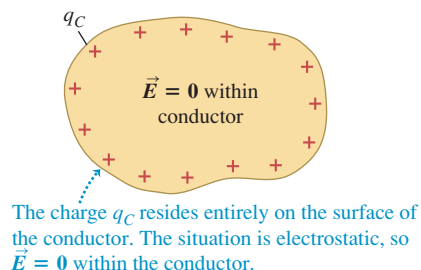 q_C
E⃗ = 0 within
conductor
The charge q_C resides entirely on the surface of
the conductor. The situation is electrostatic, so
E⃗ = 0 within the conductor.